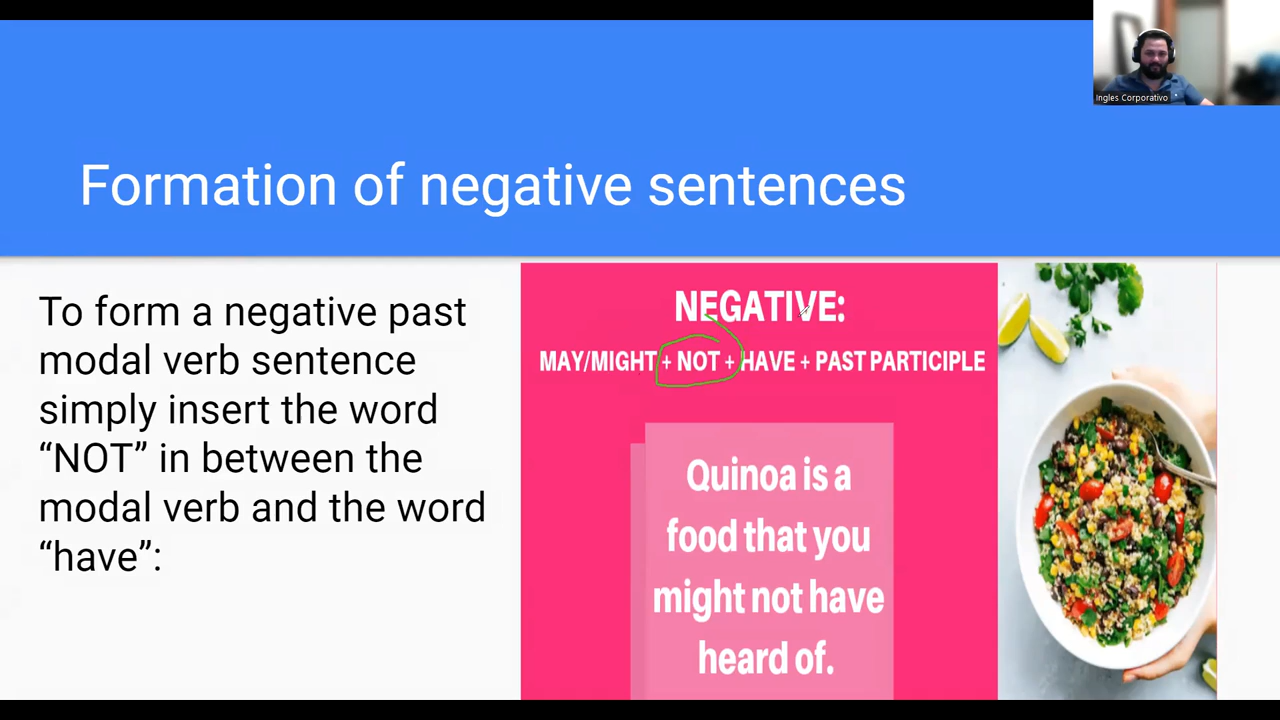 Ingles Corporativo
Formation of negative sentences
To form a negative past
modal verb sentence
simply insert the word
“NOT” in between the
modal verb and the word
“have”:
NEGATIVE:
MAY/MIGHT + NOT + HAVE + PAST PARTICIPLE
Quinoa is a
food that you
might not have
heard of.